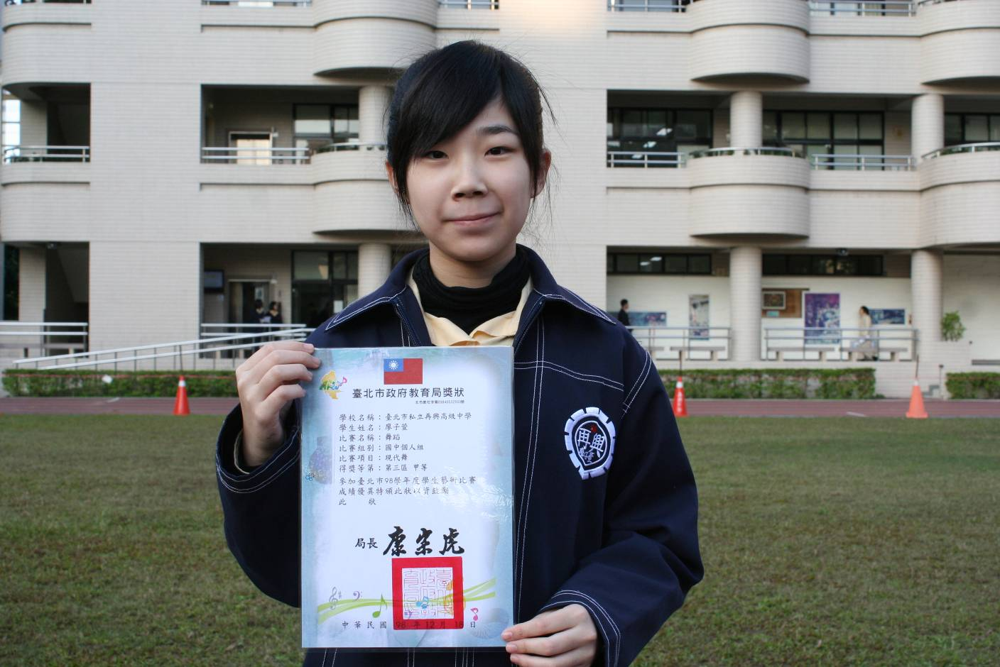 臺北市政府教育局獎狀
學校名稱：臺北市私立再興高級中學
學生姓名：廖子萱
比賽名稱：舞蹈
比賽組別：國中個人組
比賽項目：現代舞
得獎等第：第三區 甲等
參加臺北市98學年度學生藝術比賽
成績優異特頒此狀以資鼓勵
此 狀
局長 康宗虎
中華民國 98 年 12 月 18 日
再興